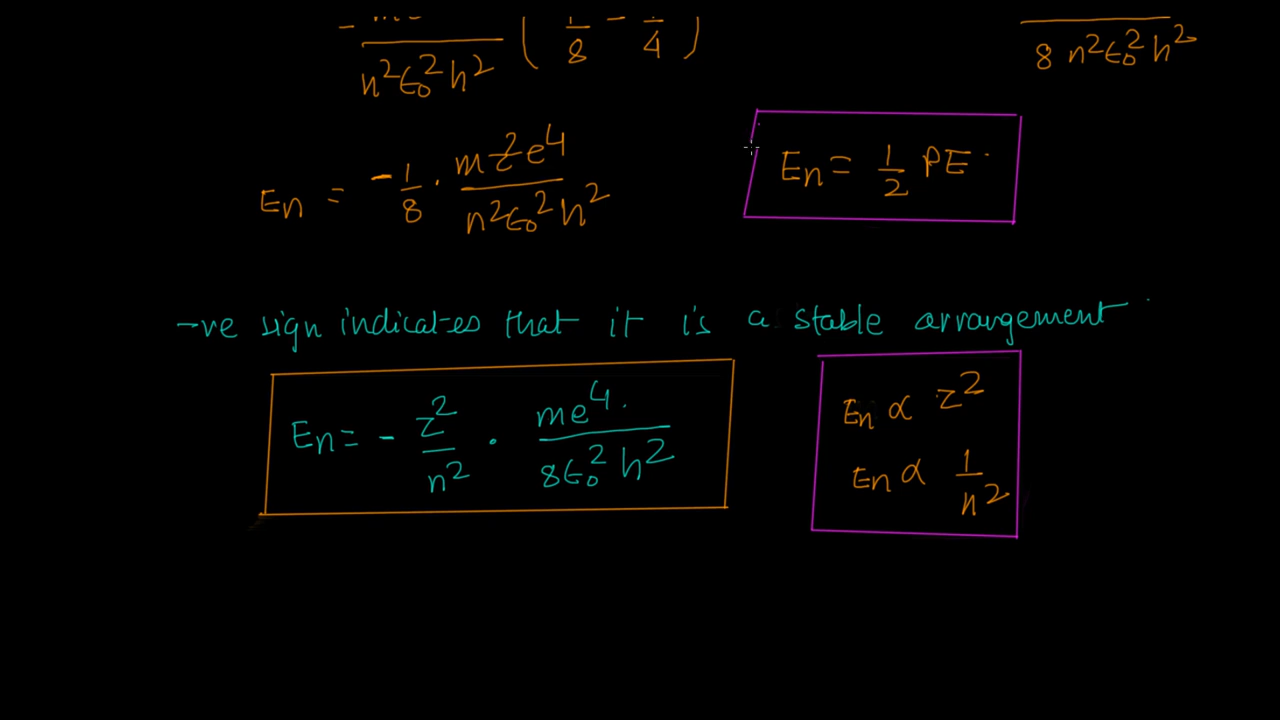 - me / n²ε₀²h² ( 1/8 - 1/4 )
8 n²ε₀²h²
En = -1/8 . mz²e⁴ / n²ε₀²h²
En = 1/2 PE
-ve sign indicates that it is a stable arrangement
En = - z²/n² . me⁴ / 8ε₀²h²
En ∝ z²
En ∝ 1/n²